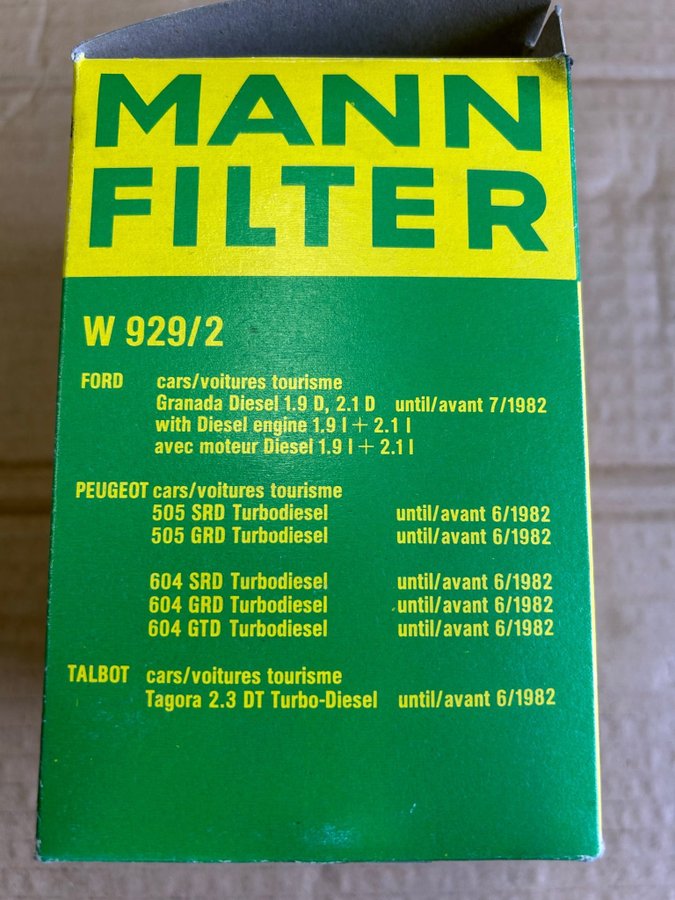 MANN
FILTER
W 929/2
FORD cars/voitures tourisme
Granada Diesel 1.9 D, 2.1 D until/avant 7/1982
with Diesel engine 1,9 l + 2.1 l
avec moteur Diesel 1.9 l + 2.1 l
PEUGEOT cars/voitures tourisme
505 SRD Turbodiesel until/avant 6/1982
505 GRD Turbodiesel until/avant 6/1982
604 SRD Turbodiesel until/avant 6/1982
604 GRD Turbodiesel until/avant 6/1982
604 GTD Turbodiesel until/avant 6/1982
TALBOT cars/voitures tourisme
Tagora 2.3 DT Turbo-Diesel until/avant 6/1982